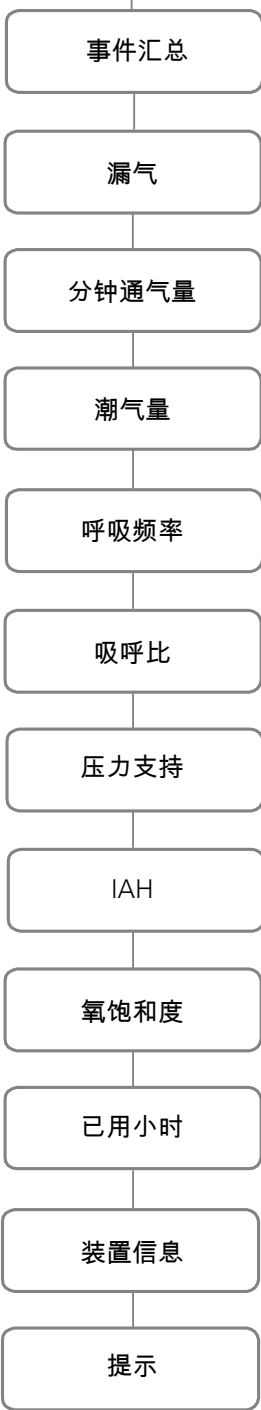 事件汇总
漏气
分钟通气量
潮气量
呼吸频率
吸呼比
压力支持
IAH
氧饱和度
已用小时
装置信息
提示